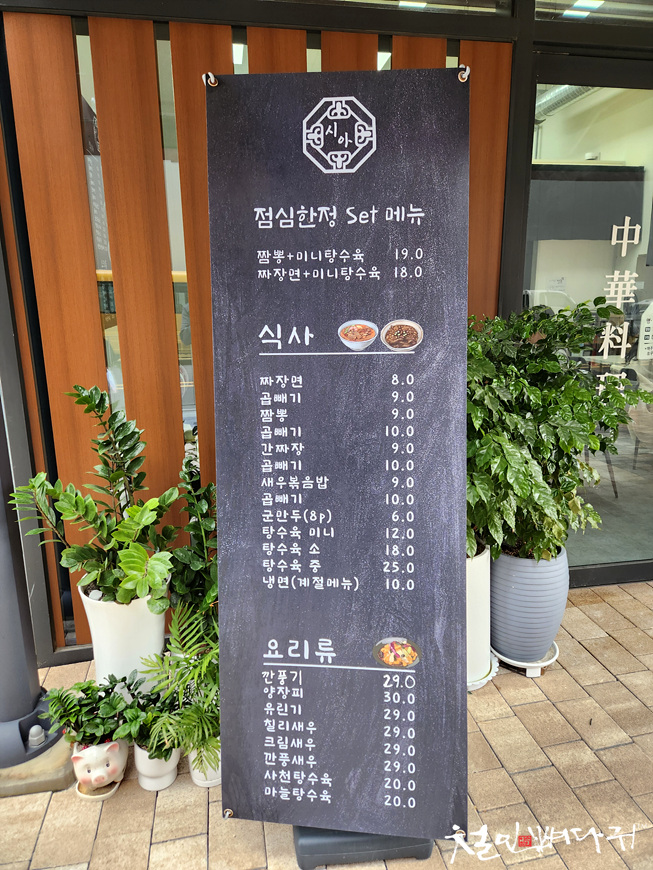 시아
점심한정 Set 메뉴
짬뽕+미니탕수육 19.0
짜장면+미니탕수육 18.0
식사
짜장면 8.0
곱빼기 9.0
짬뽕 9.0
곱빼기 10.0
간짜장 9.0
곱빼기 10.0
새우볶음밥 9.0
곱빼기 10.0
군만두(8p) 6.0
탕수육 미니 12.0
탕수육 소 18.0
탕수육 중 25.0
냉면(계절메뉴) 10.0
요리류
깐풍기 29.0
양장피 30.0
유린기 29.0
칠리새우 29.0
크림새우 29.0
깐풍새우 29.0
사천탕수육 20.0
마늘탕수육 20.0
中華料